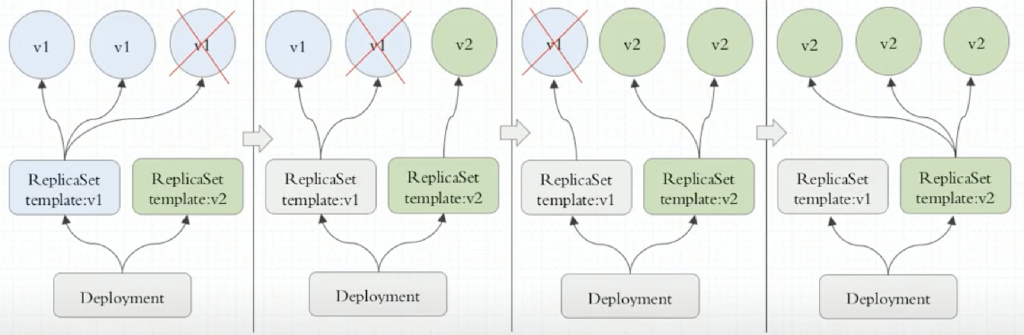 v1
v1
v1
ReplicaSet
template:v1
ReplicaSet
template:v2
Deployment
v1
v1
v2
ReplicaSet
template:v1
ReplicaSet
template:v2
Deployment
v1
v2
v2
ReplicaSet
template:v1
ReplicaSet
template:v2
Deployment
v2
v2
v2
ReplicaSet
template:v1
ReplicaSet
template:v2
Deployment